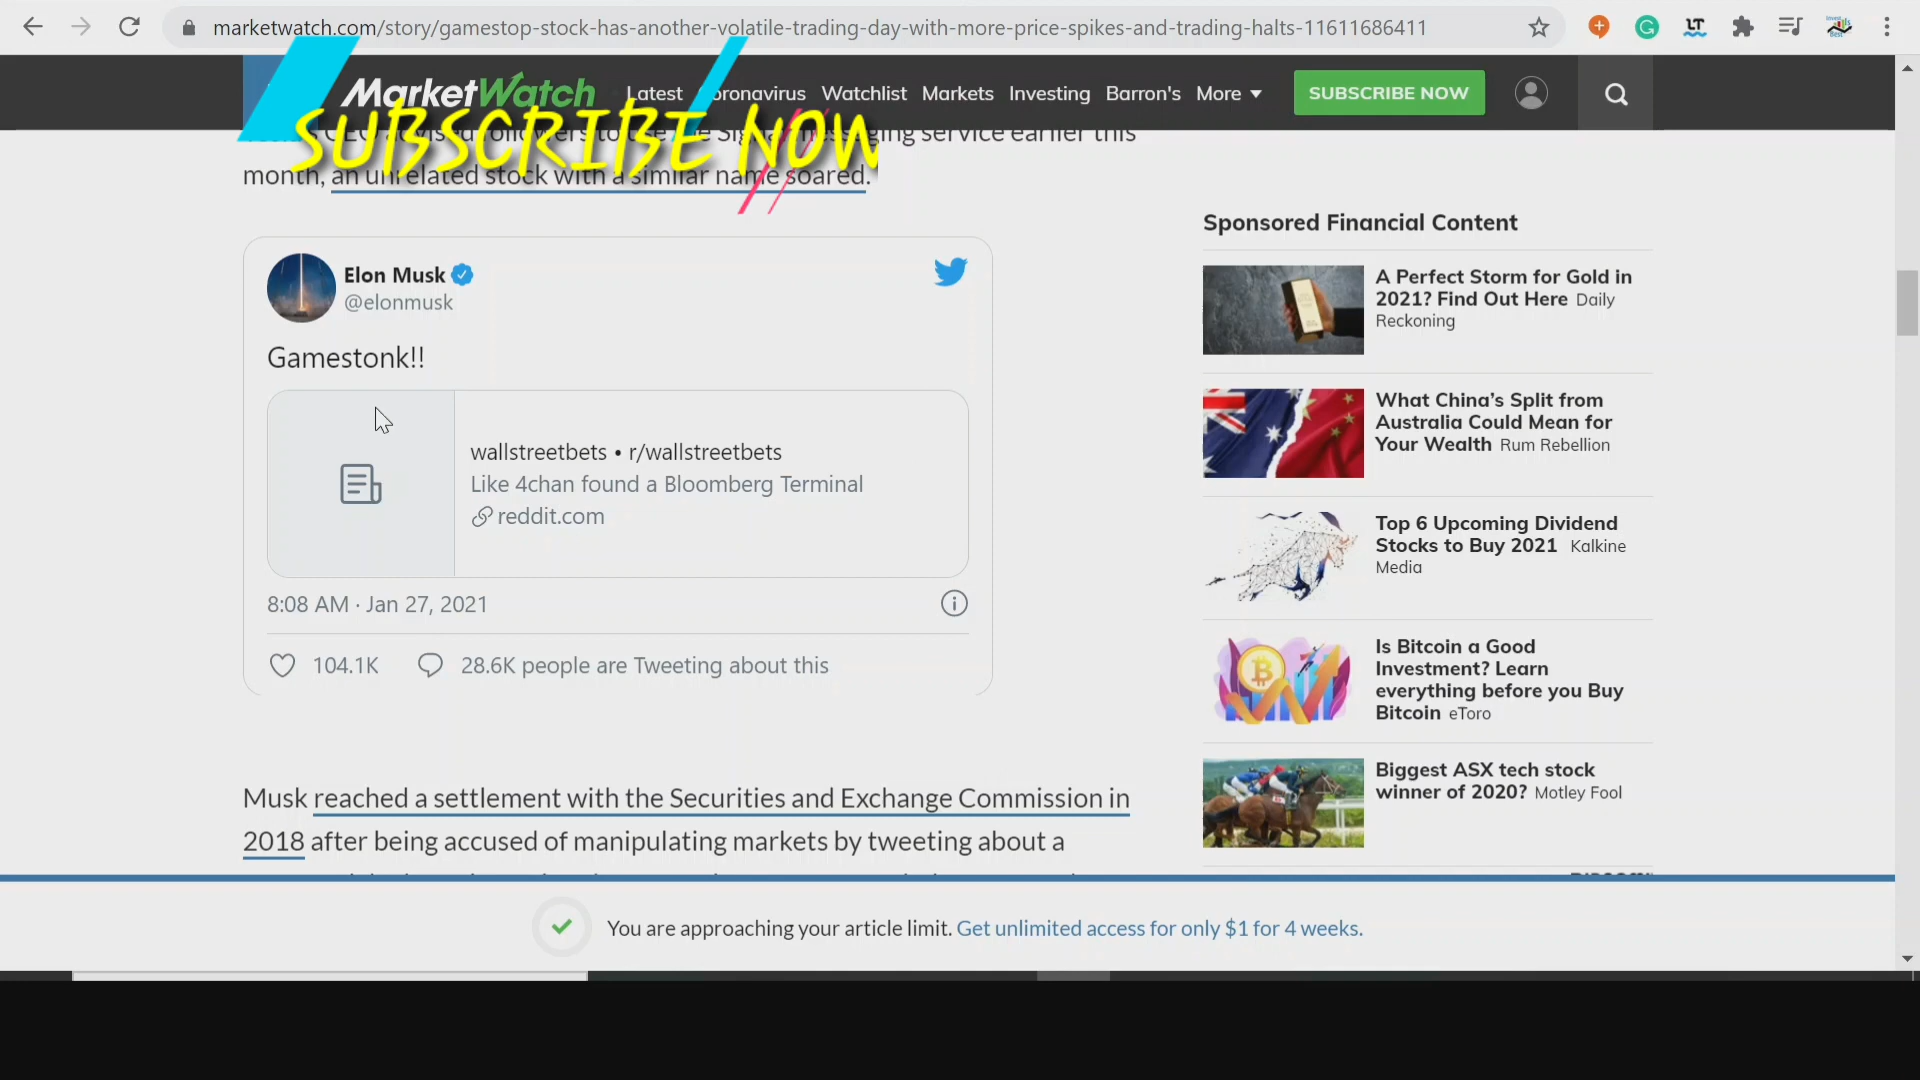 marketwatch.com/story/gamestop-stock-has-another-volatile-trading-day-with-more-price-spikes-and-trading-halts-11611686411
MarketWatch
Latest
Watchlist Markets Investing Barron's More
SUBSCRIBE NOW
SUBSCRIBE NOW
service earlier this
month, an unrelated stock with a similar name soared.
Elon Musk
@elonmusk
Gamestonk!!
wallstreetbets • r/wallstreetbets
Like 4chan found a Bloomberg Terminal
reddit.com
8:08 AM · Jan 27, 2021
104.1K 28.6K people are Tweeting about this
Musk reached a settlement with the Securities and Exchange Commission in
2018 after being accused of manipulating markets by tweeting about a
Sponsored Financial Content
A Perfect Storm for Gold in
2021? Find Out Here Daily
Reckoning
What China's Split from
Australia Could Mean for
Your Wealth Rum Rebellion
Top 6 Upcoming Dividend
Stocks to Buy 2021 Kalkine
Media
Is Bitcoin a Good
Investment? Learn
everything before you Buy
Bitcoin eToro
Biggest ASX tech stock
winner of 2020? Motley Fool
You are approaching your article limit. Get unlimited access for only $1 for 4 weeks.